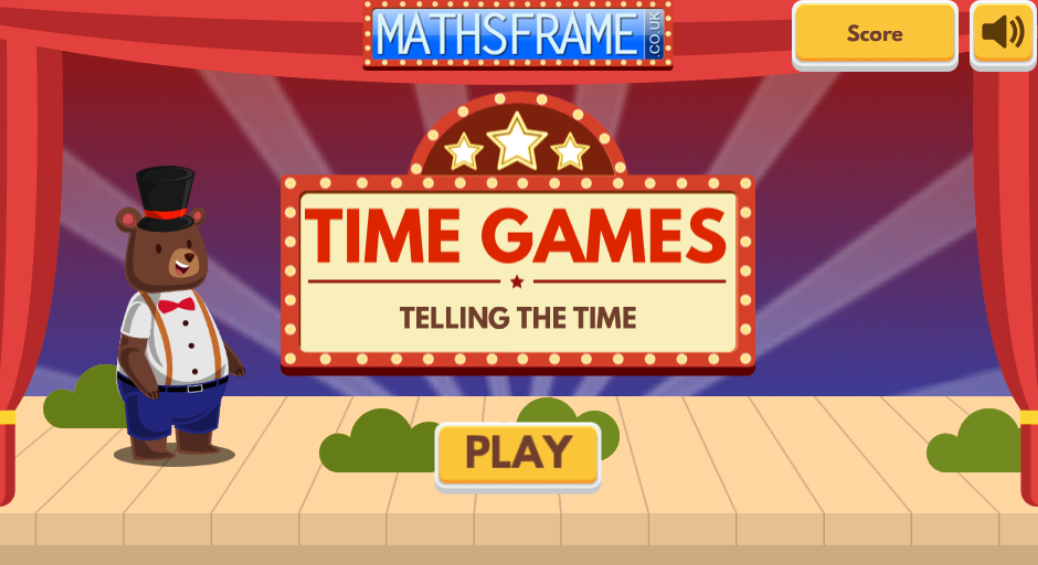 MATHSFRAME .CO.UK
Score
TIME GAMES
TELLING THE TIME
PLAY